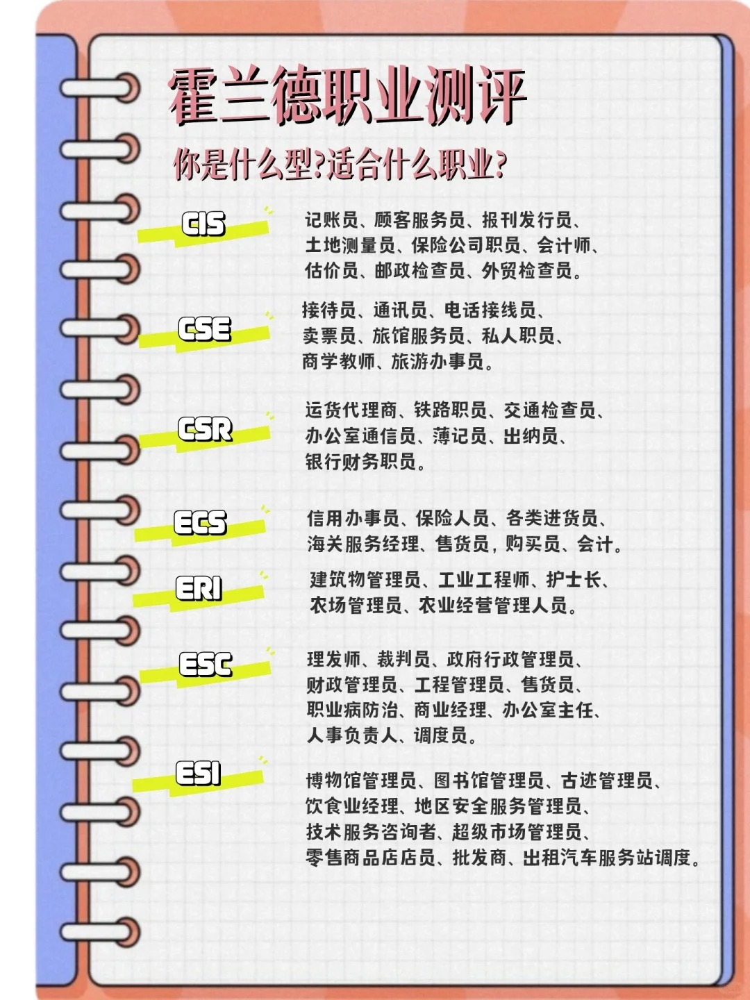 霍兰德职业测评
你是什么型?适合什么职业?
CIS
记账员、顾客服务员、报刊发行员、
土地测量员、保险公司职员、会计师、
估价员、邮政检查员、外贸检查员。
CSE
接待员、通讯员、电话接线员、
卖票员、旅馆服务员、私人职员、
商学教师、旅游办事员。
CSR
运货代理商、铁路职员、交通检查员、
办公室通信员、薄记员、出纳员、
银行财务职员。
ECS
信用办事员、保险人员、各类进货员、
海关服务经理、售货员，购买员、会计。
ERI
建筑物管理员、工业工程师、护士长、
农场管理员、农业经营管理人员。
ESC
理发师、裁判员、政府行政管理员、
财政管理员、工程管理员、售货员、
职业病防治、商业经理、办公室主任、
人事负责人、调度员。
ESI
博物馆管理员、图书馆管理员、古迹管理员、
饮食业经理、地区安全服务管理员、
技术服务咨询者、超级市场管理员、
零售商品店店员、批发商、出租汽车服务站调度。